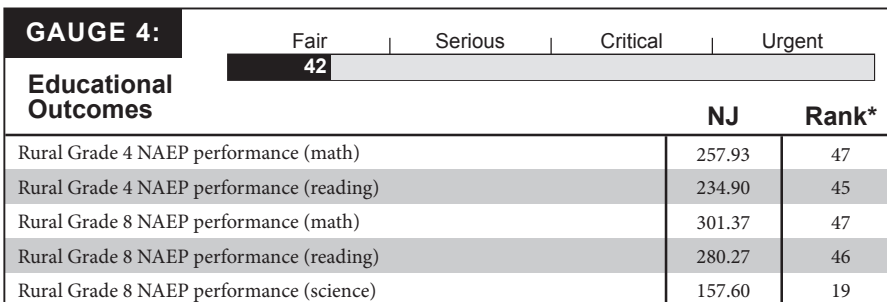 GAUGE 4:
Fair | Serious | Critical | Urgent
42
Educational
Outcomes
NJ Rank*
Rural Grade 4 NAEP performance (math) 257.93 47
Rural Grade 4 NAEP performance (reading) 234.90 45
Rural Grade 8 NAEP performance (math) 301.37 47
Rural Grade 8 NAEP performance (reading) 280.27 46
Rural Grade 8 NAEP performance (science) 157.60 19